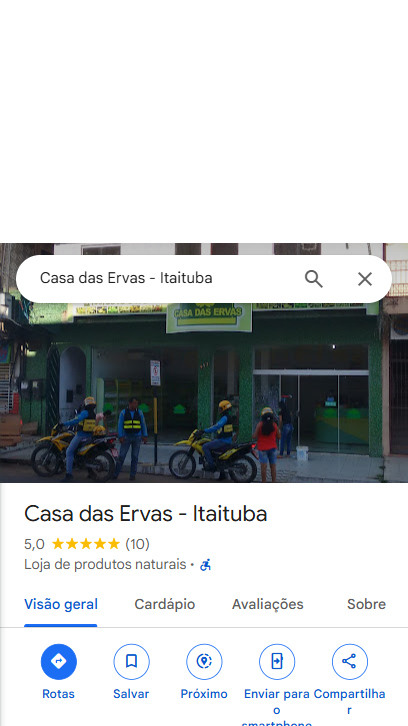 Casa das Ervas - Itaituba
CASA DAS ERVAS
Casa das Ervas - Itaituba
5,0 ★★★★★ (10)
Loja de produtos naturais ·
Visão geral Cardápio Avaliações Sobre
Rotas Salvar Próximo Enviar para o smartphone Compartilhar